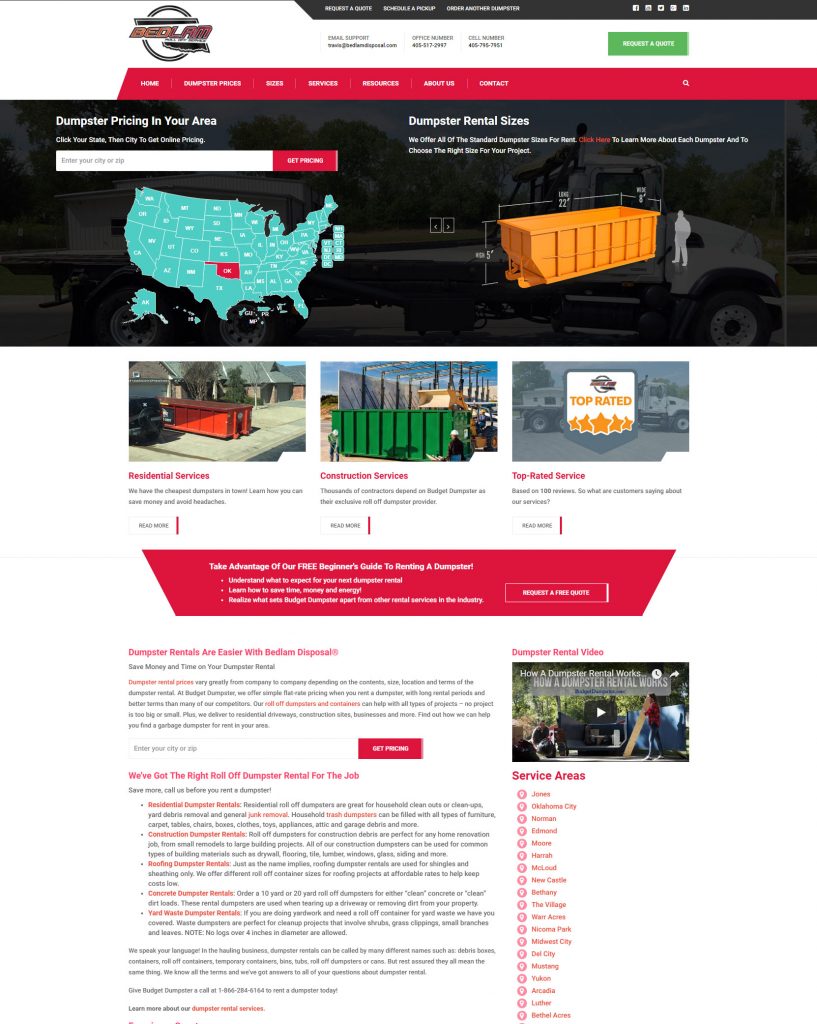 BEDLAM
REQUEST A QUOTE
SCHEDULE A PICKUP
ORDER ANOTHER DUMPSTER
EMAIL SUPPORT
travis@bedlamdisposal.com
OFFICE NUMBER
405-517-2997
CELL NUMBER
405-795-7951
REQUEST A QUOTE
HOME
DUMPSTER PRICES
SIZES
SERVICES
RESOURCES
ABOUT US
CONTACT
Dumpster Pricing In Your Area
Click Your State, Then City To Get Online Pricing.
Enter your city or zip
GET PRICING
WA
OR
CA
NV
ID
MT
WY
UT
AZ
CO
NM
ND
SD
NE
KS
OK
TX
MN
IA
MO
AR
LA
WI
IL
MI
IN
OH
KY
TN
MS
AL
GA
FL
SC
NC
VA
WV
PA
NY
ME
VT
NH
MA
CT
RI
NJ
DE
MD
DC
AK
HI
GU
PR
VI
MP
Dumpster Rental Sizes
We Offer All Of The Standard Dumpster Sizes For Rent. Click Here To Learn More About Each Dumpster And To
Choose The Right Size For Your Project.
LONG
22'
WIDE
8'
HIGH 5'
Residential Services
We have the cheapest dumpsters in town! Learn how you can
save money and avoid headaches.
READ MORE
Construction Services
Thousands of contractors depend on Budget Dumpster as
their exclusive roll off dumpster provider.
READ MORE
BEDLAM
TOP RATED
Top-Rated Service
Based on 100 reviews. So what are customers saying about
our services?
READ MORE
Take Advantage Of Our FREE Beginner's Guide To Renting A Dumpster!
• Understand what to expect for your next dumpster rental
• Learn how to save time, money and energy!
• Realize what sets Budget Dumpster apart from other rental services in the industry.
REQUEST A FREE QUOTE
Dumpster Rentals Are Easier With Bedlam Disposal®
Save Money and Time on Your Dumpster Rental
Dumpster rental prices vary greatly from company to company depending on the contents, size, location and terms of the
dumpster rental. At Budget Dumpster, we offer simple flat-rate pricing when you rent a dumpster, with long rental periods and
better terms than many of our competitors. Our roll off dumpsters and containers can help with all types of projects – no project
is too big or small. Plus, we deliver to residential driveways, construction sites, businesses and more. Find out how we can help
you find a garbage dumpster for rent in your area.
Enter your city or zip
GET PRICING
We've Got The Right Roll Off Dumpster Rental For The Job
Save more, call us before you rent a dumpster!
• Residential Dumpster Rentals: Residential roll off dumpsters are great for household clean outs or clean-ups,
yard debris removal and general junk removal. Household trash dumpsters can be filled with all types of furniture,
carpet, tables, chairs, boxes, clothes, toys, appliances, attic and garage debris and more.
• Construction Dumpster Rentals: Roll off dumpsters for construction debris are perfect for any home renovation
job, from small remodels to large building projects. All of our construction dumpsters can be used for common
types of building materials such as drywall, flooring, tile, lumber, windows, glass, siding and more.
• Roofing Dumpster Rentals: Just as the name implies, roofing dumpster rentals are used for shingles and
sheathing only. We offer different roll off container sizes for roofing projects at affordable rates to help keep
costs low.
• Concrete Dumpster Rentals: Order a 10 yard or 20 yard roll off dumpsters for either "clean" concrete or "clean"
dirt loads. These rental dumpsters are used when tearing up a driveway or removing dirt from your property.
• Yard Waste Dumpster Rentals: If you are doing yardwork and need a roll off container for yard waste we have you
covered. Waste dumpsters are perfect for cleanup projects that involve shrubs, grass clippings, small branches
and leaves. NOTE: No logs over 4 inches in diameter are allowed.
We speak your language! In the hauling business, dumpster rentals can be called by many different names such as: debris boxes,
containers, roll off containers, temporary containers, bins, tubs, roll off dumpsters or cans. But rest assured they all mean the
same thing. We know all the terms and we've got answers to all of your questions about dumpster rental.
Give Budget Dumpster a call at 1-866-284-6164 to rent a dumpster today!
Learn more about our dumpster rental services.
Dumpster Rental Video
How A Dumpster Rental Works...
HOW A DUMPSTER RENTAL WORKS
BudgetDumpster.com
Service Areas
Jones
Oklahoma City
Norman
Edmond
Moore
Harrah
McLoud
New Castle
Bethany
The Village
Warr Acres
Nicoma Park
Midwest City
Del City
Mustang
Yukon
Arcadia
Luther
Bethel Acres